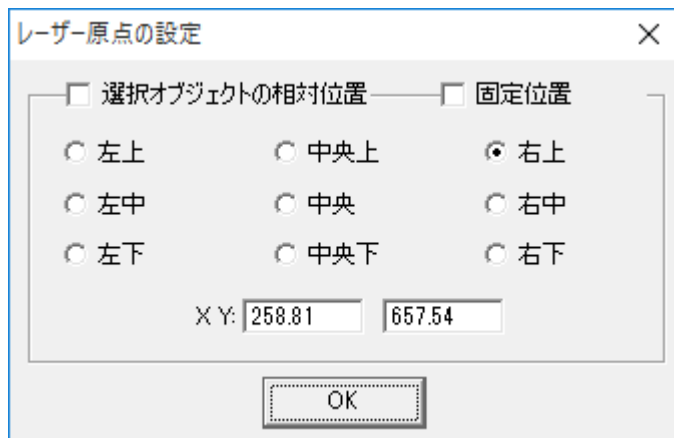 レーザー原点の設定
選択オブジェクトの相対位置 固定位置
左上 中央上 右上
左中 中央 右中
左下 中央下 右下
X Y: 258.81 657.54
OK